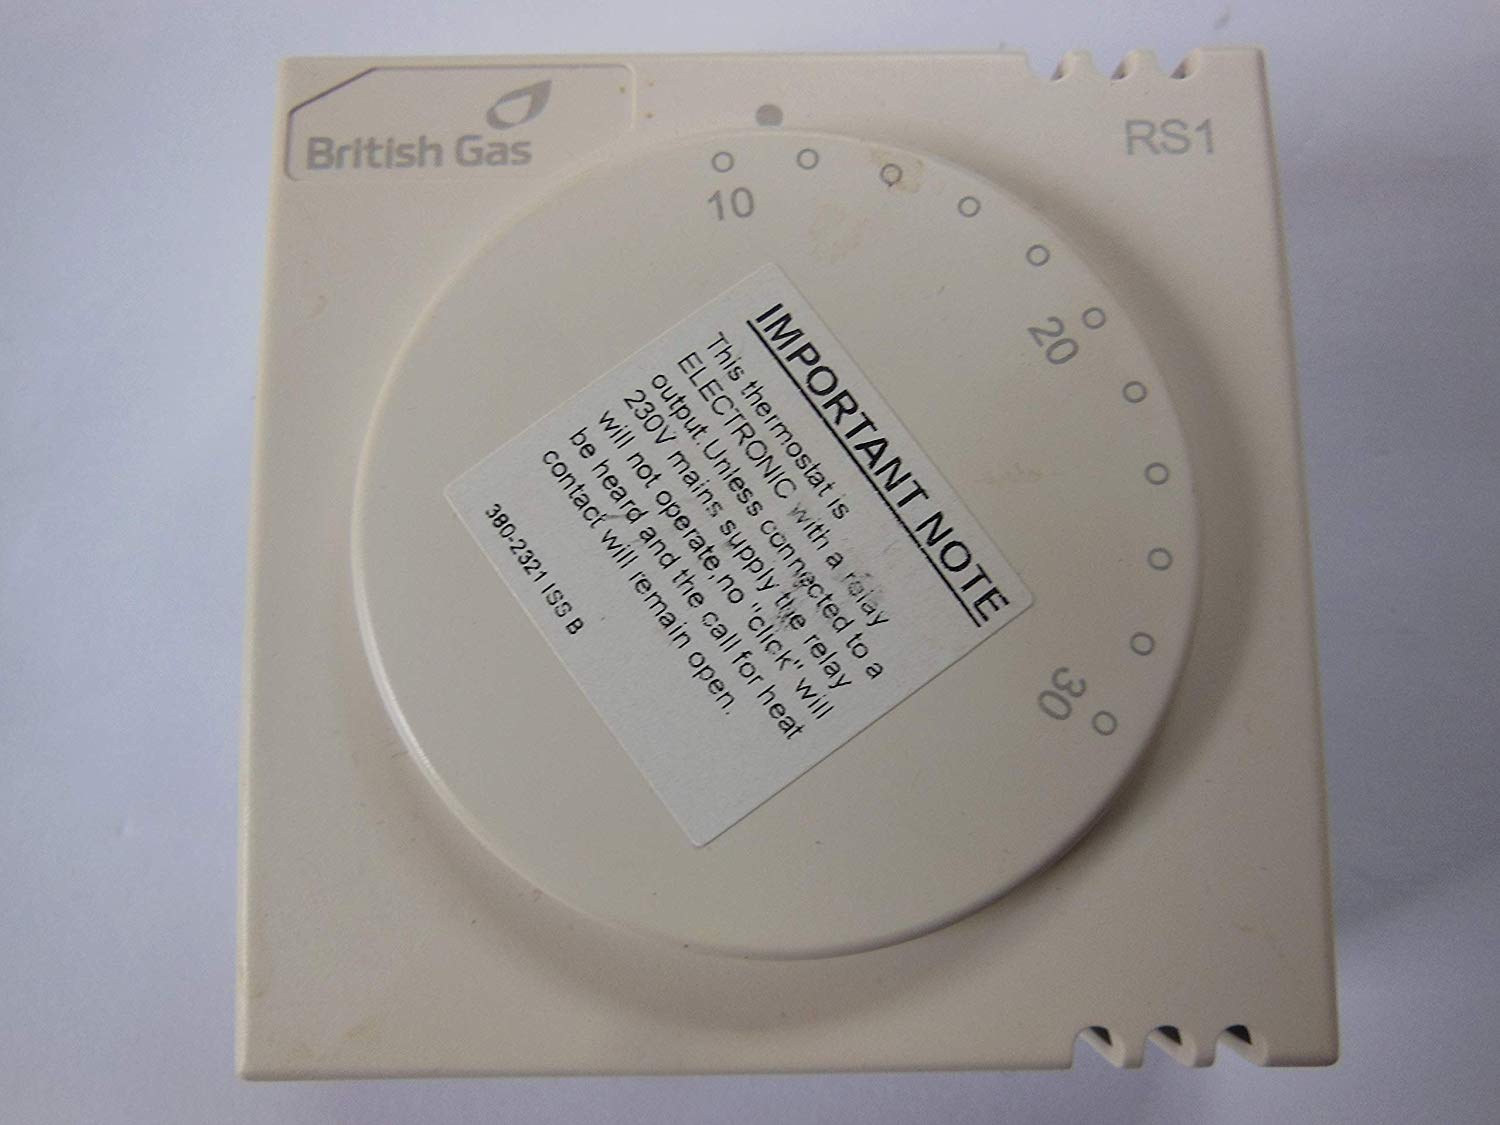 British Gas
RS1
10
20
30
IMPORTANT NOTE
This thermostat is
ELECTRONIC with a relay
output.Unless connected to a
230V mains supply the relay
will not operate,no "click" will
be heard and the call for heat
contact will remain open.
380-2321 ISS B